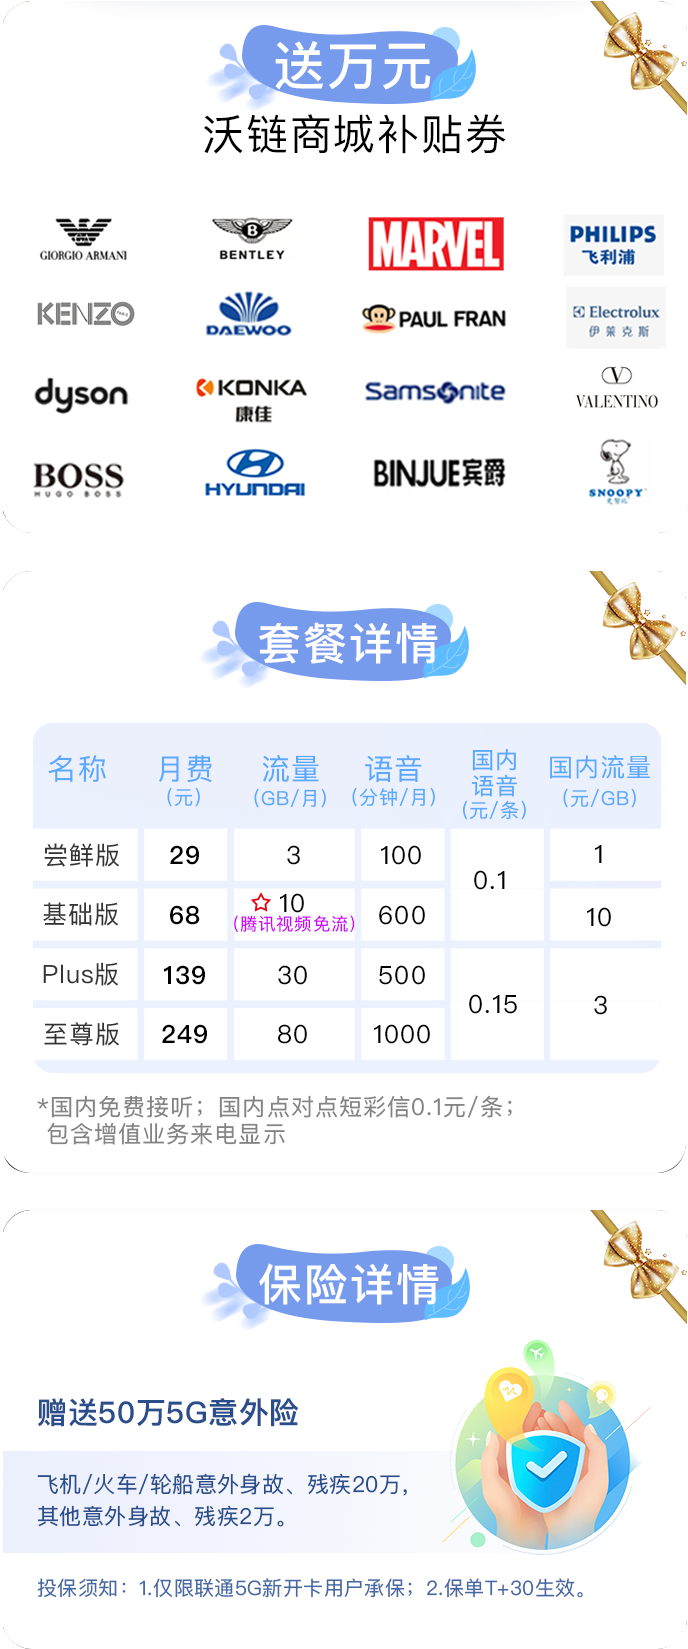 送万元
沃链商城补贴券
GIORGIO ARMANI
B
BENTLEY
MARVEL
PHILIPS
飞利浦
KENZO
DAEWOO
PAUL FRAN
Electrolux
伊莱克斯
dyson
KONKA
康佳
Samsonite
V
VALENTINO
BOSS
HUGO BOSS
HYUNDAI
BINJUE宾爵
SNOOPY
套餐详情
名称 月费 流量 语音 国内语音 国内流量
(元) (GB/月) (分钟/月) (元/条) (元/GB)
尝鲜版 29 3 100 0.1 1
基础版 68 ☆ 10 600 10
(腾讯视频免流)
Plus版 139 30 500 0.15 3
至尊版 249 80 1000
*国内免费接听；国内点对点短彩信0.1元/条；
包含增值业务来电显示
保险详情
赠送50万5G意外险
飞机/火车/轮船意外身故、残疾20万，
其他意外身故、残疾2万。
投保须知：1.仅限联通5G新开卡用户承保；2.保单T+30生效。